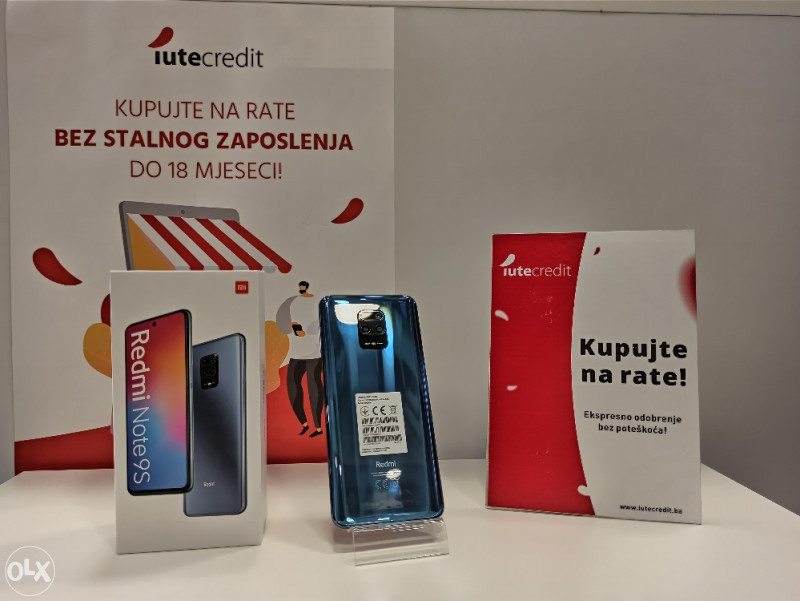 iutecredit
KUPUJTE NA RATE
BEZ STALNOG ZAPOSLENJA
DO 18 MJESECI!
Redmi Note 9S
Redmi
iutecredit
Kupujte
na rate!
Ekspresno odobrenje
bez poteškoća!
www.iutecredit.ba
OLX